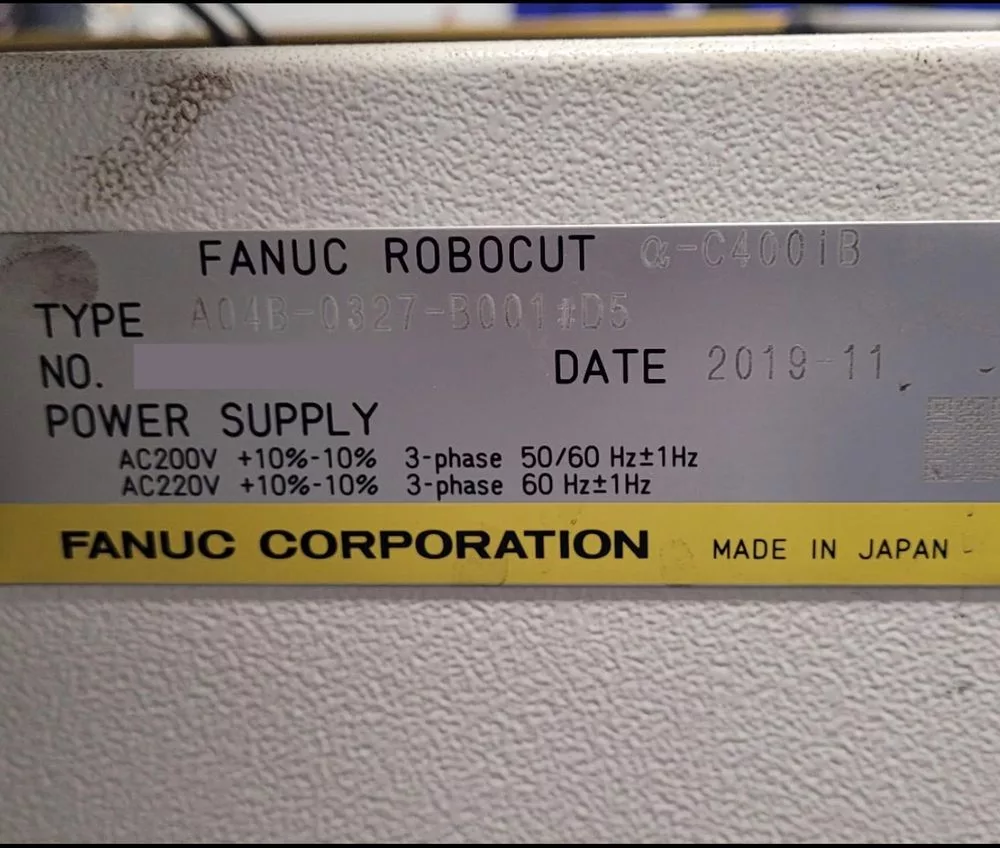 FANUC ROBOCUT α-C400iB
TYPE A04B-0327-B001#D5
NO. DATE 2019-11
POWER SUPPLY
AC200V +10%-10% 3-phase 50/60 Hz±1Hz
AC220V +10%-10% 3-phase 60 Hz±1Hz
FANUC CORPORATION MADE IN JAPAN